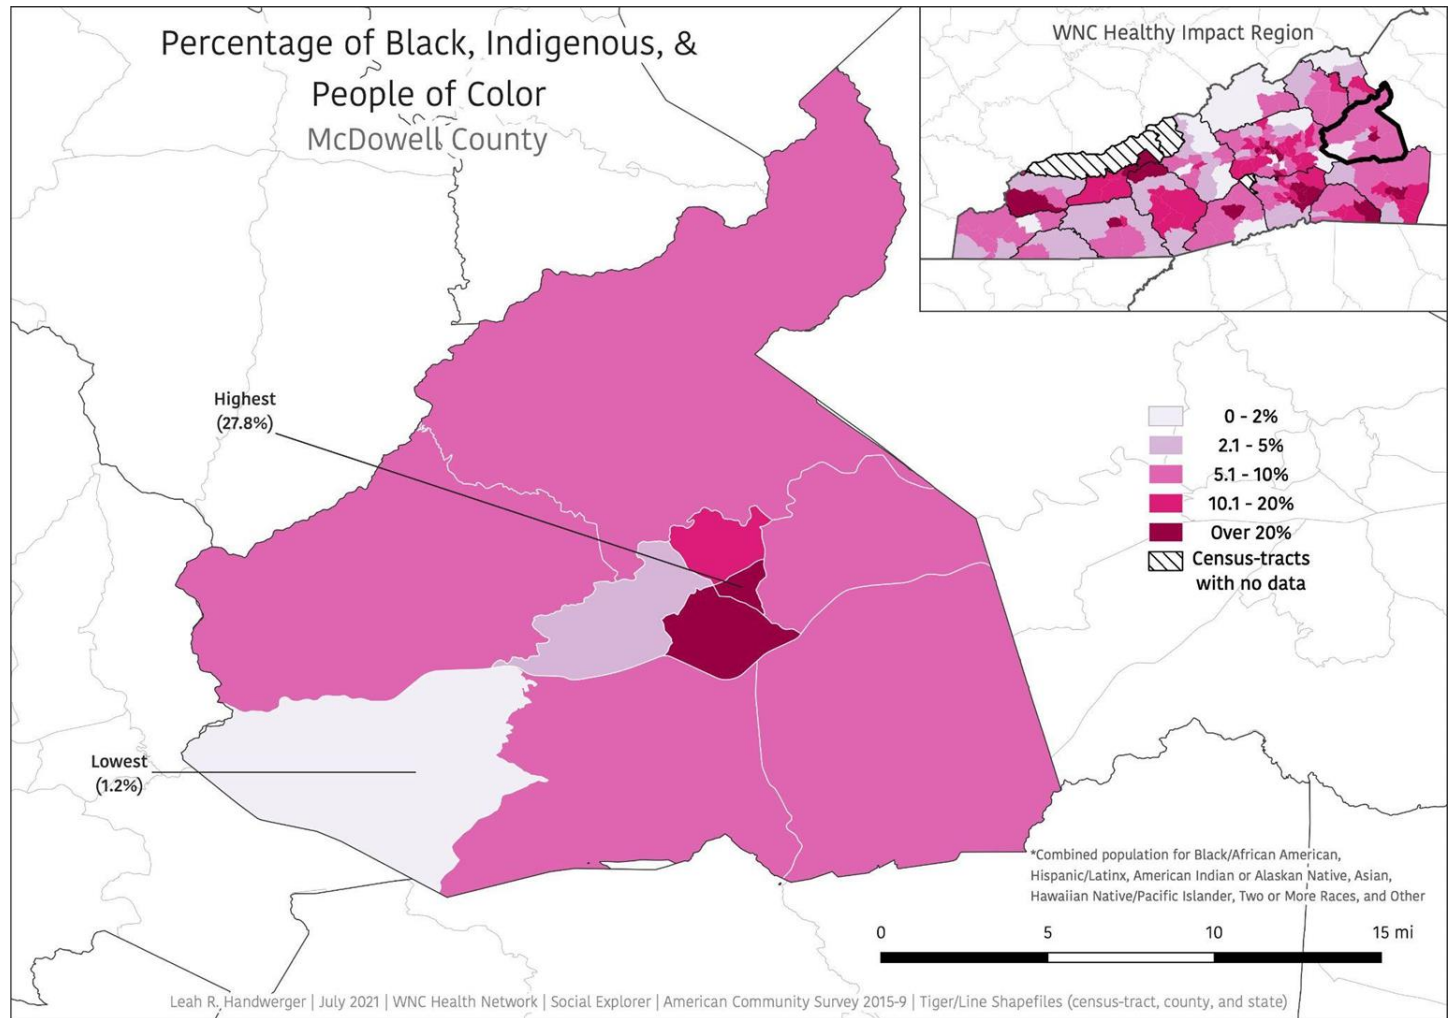 Percentage of Black, Indigenous, &
People of Color
McDowell County
WNC Healthy Impact Region
Highest
(27.8%)
0 - 2%
2.1 - 5%
5.1 - 10%
10.1 - 20%
Over 20%
Census-tracts
with no data
Lowest
(1.2%)
*Combined population for Black/African American,
Hispanic/Latinx, American Indian or Alaskan Native, Asian,
Hawaiian Native/Pacific Islander, Two or More Races, and Other
0 5 10 15 mi
Leah R. Handwerger | July 2021 | WNC Health Network | Social Explorer | American Community Survey 2015-9 | Tiger/Line Shapefiles (census-tract, county, and state)